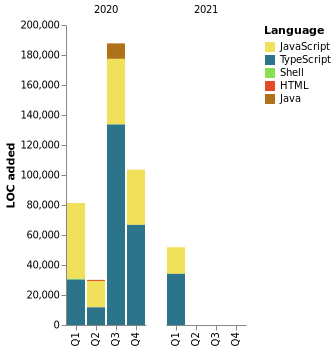 2020 2021
Language
JavaScript
TypeScript
Shell
HTML
Java
LOC added
200,000
180,000
160,000
140,000
120,000
100,000
80,000
60,000
40,000
20,000
0
Q1 Q2 Q3 Q4 Q1 Q2 Q3 Q4